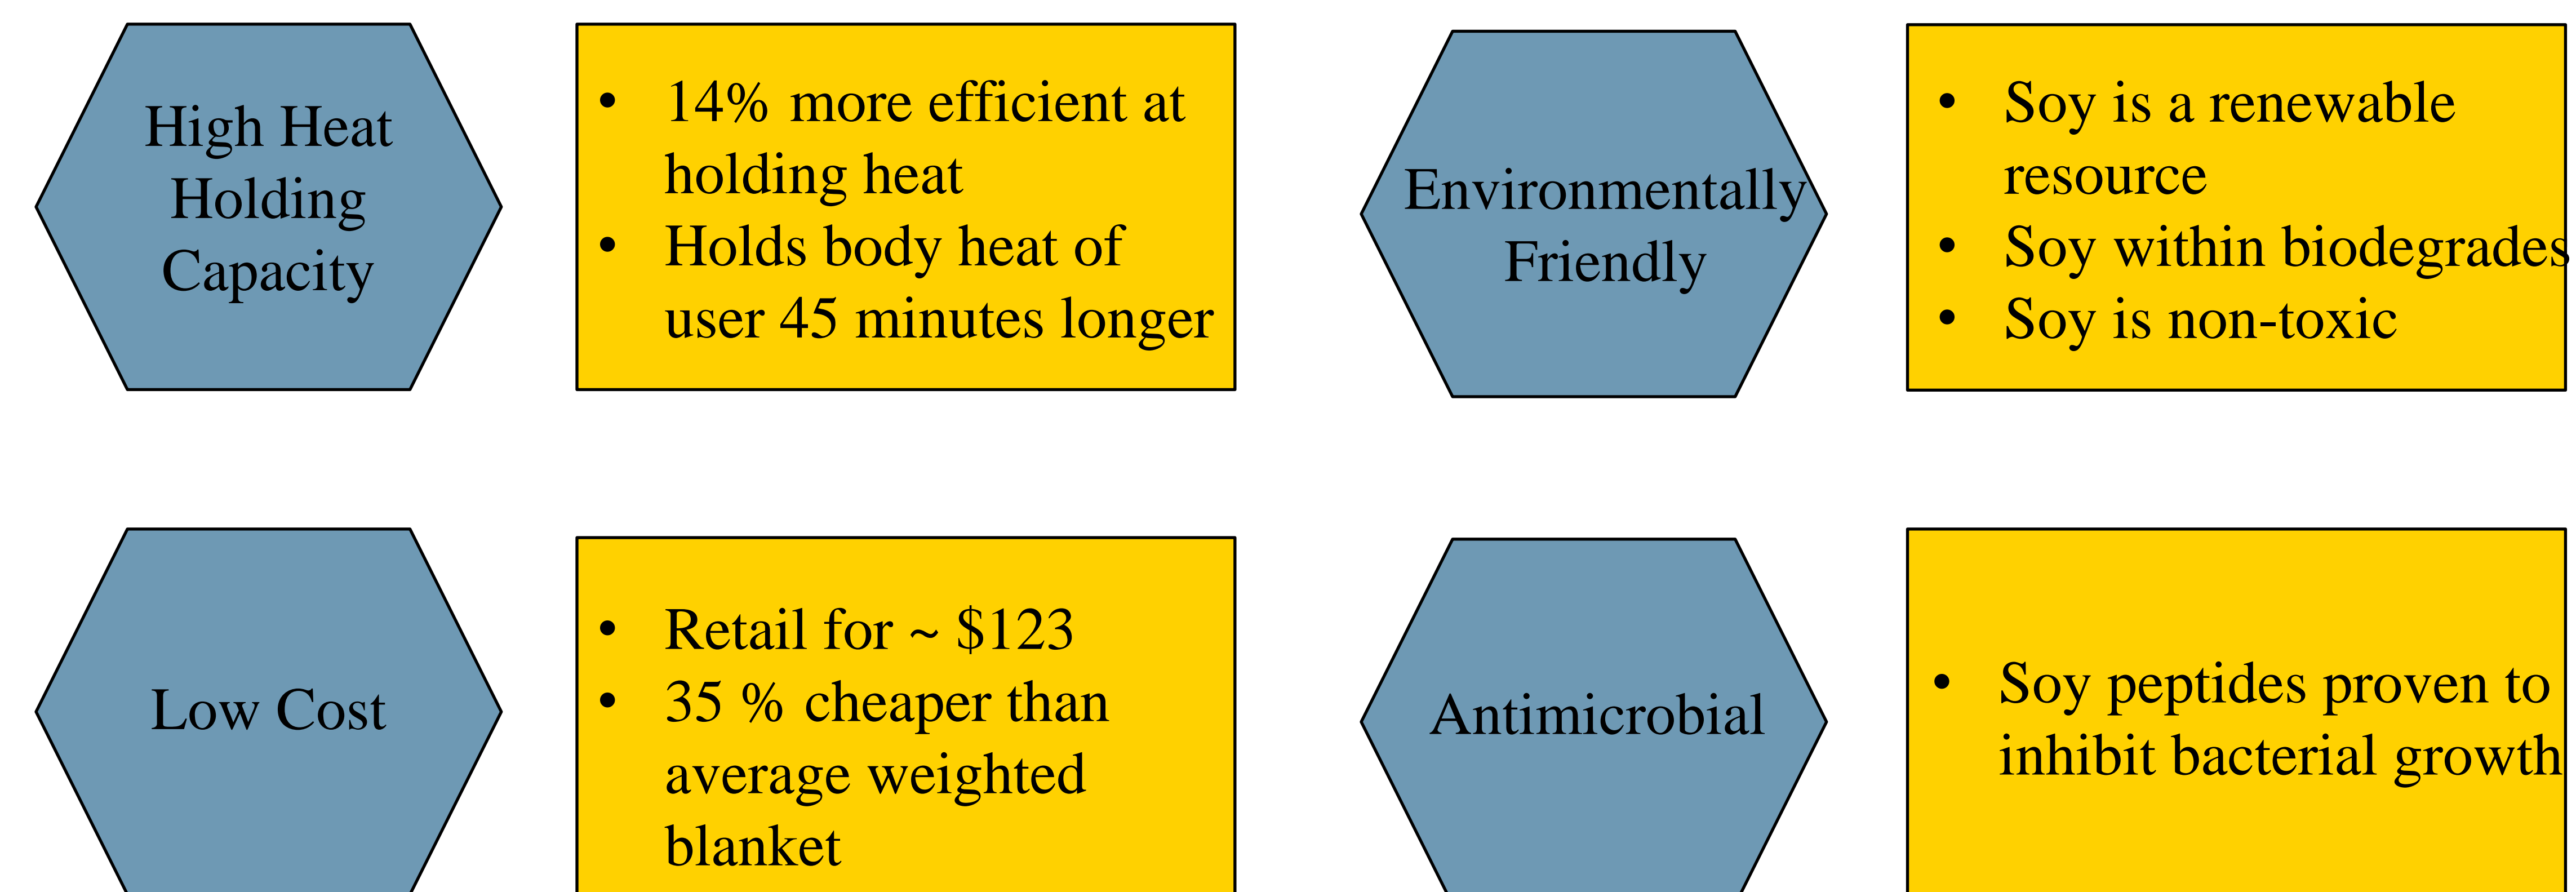 High Heat
Holding
Capacity
• 14% more efficient at
holding heat
• Holds body heat of
user 45 minutes longer
Environmentally
Friendly
• Soy is a renewable
resource
• Soy within biodegrades
• Soy is non-toxic
Low Cost
• Retail for ~ $123
• 35 % cheaper than
average weighted
blanket
Antimicrobial
• Soy peptides proven to
inhibit bacterial growth